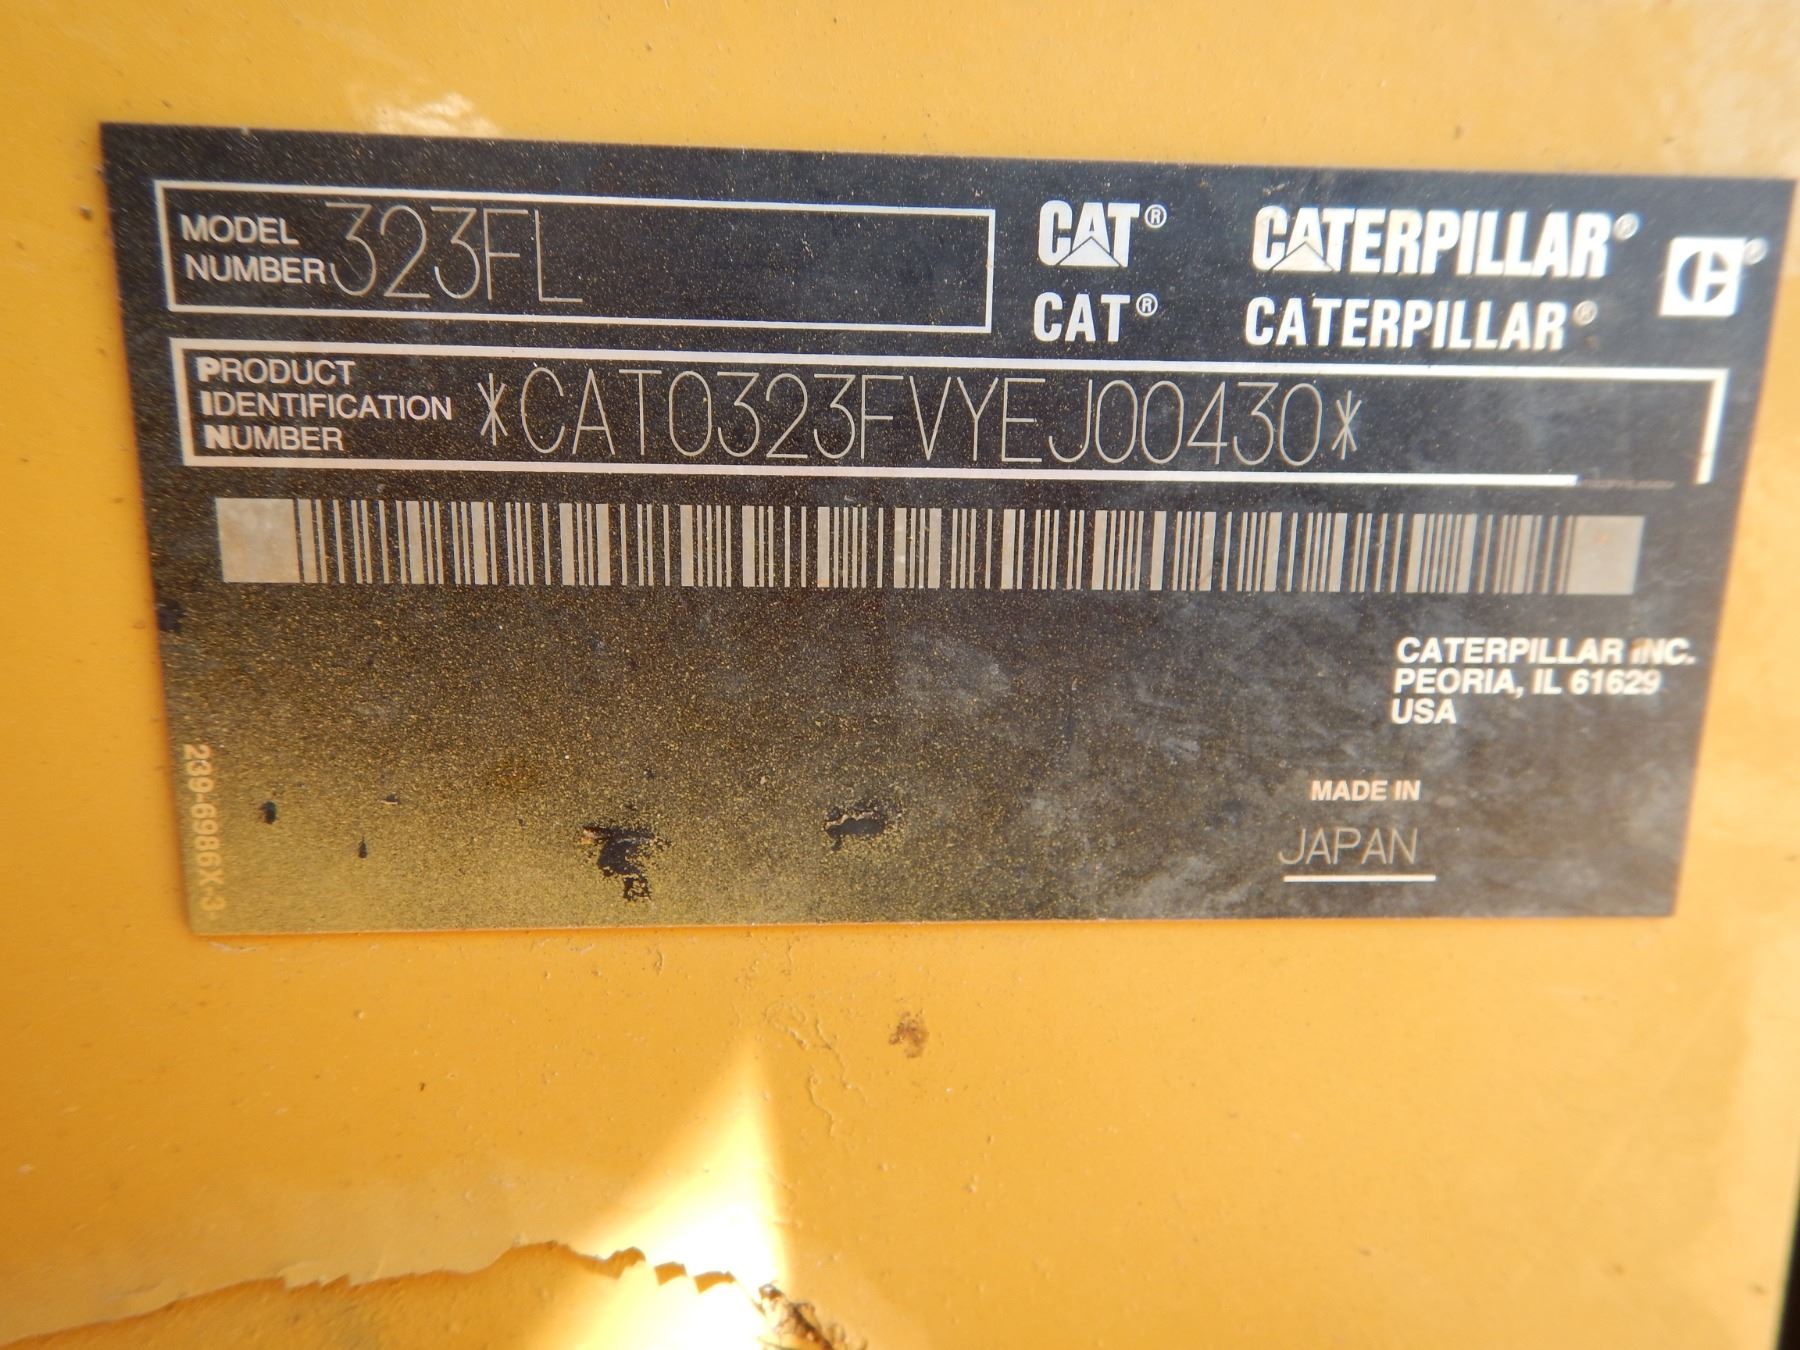 MODEL
NUMBER 323FL
CAT® CATERPILLAR®
CAT® CATERPILLAR®
PRODUCT
IDENTIFICATION
NUMBER
*CAT0323FVYEJ00430*
CATERPILLAR INC.
PEORIA, IL 61629
USA
MADE IN
JAPAN
239-6986X-3